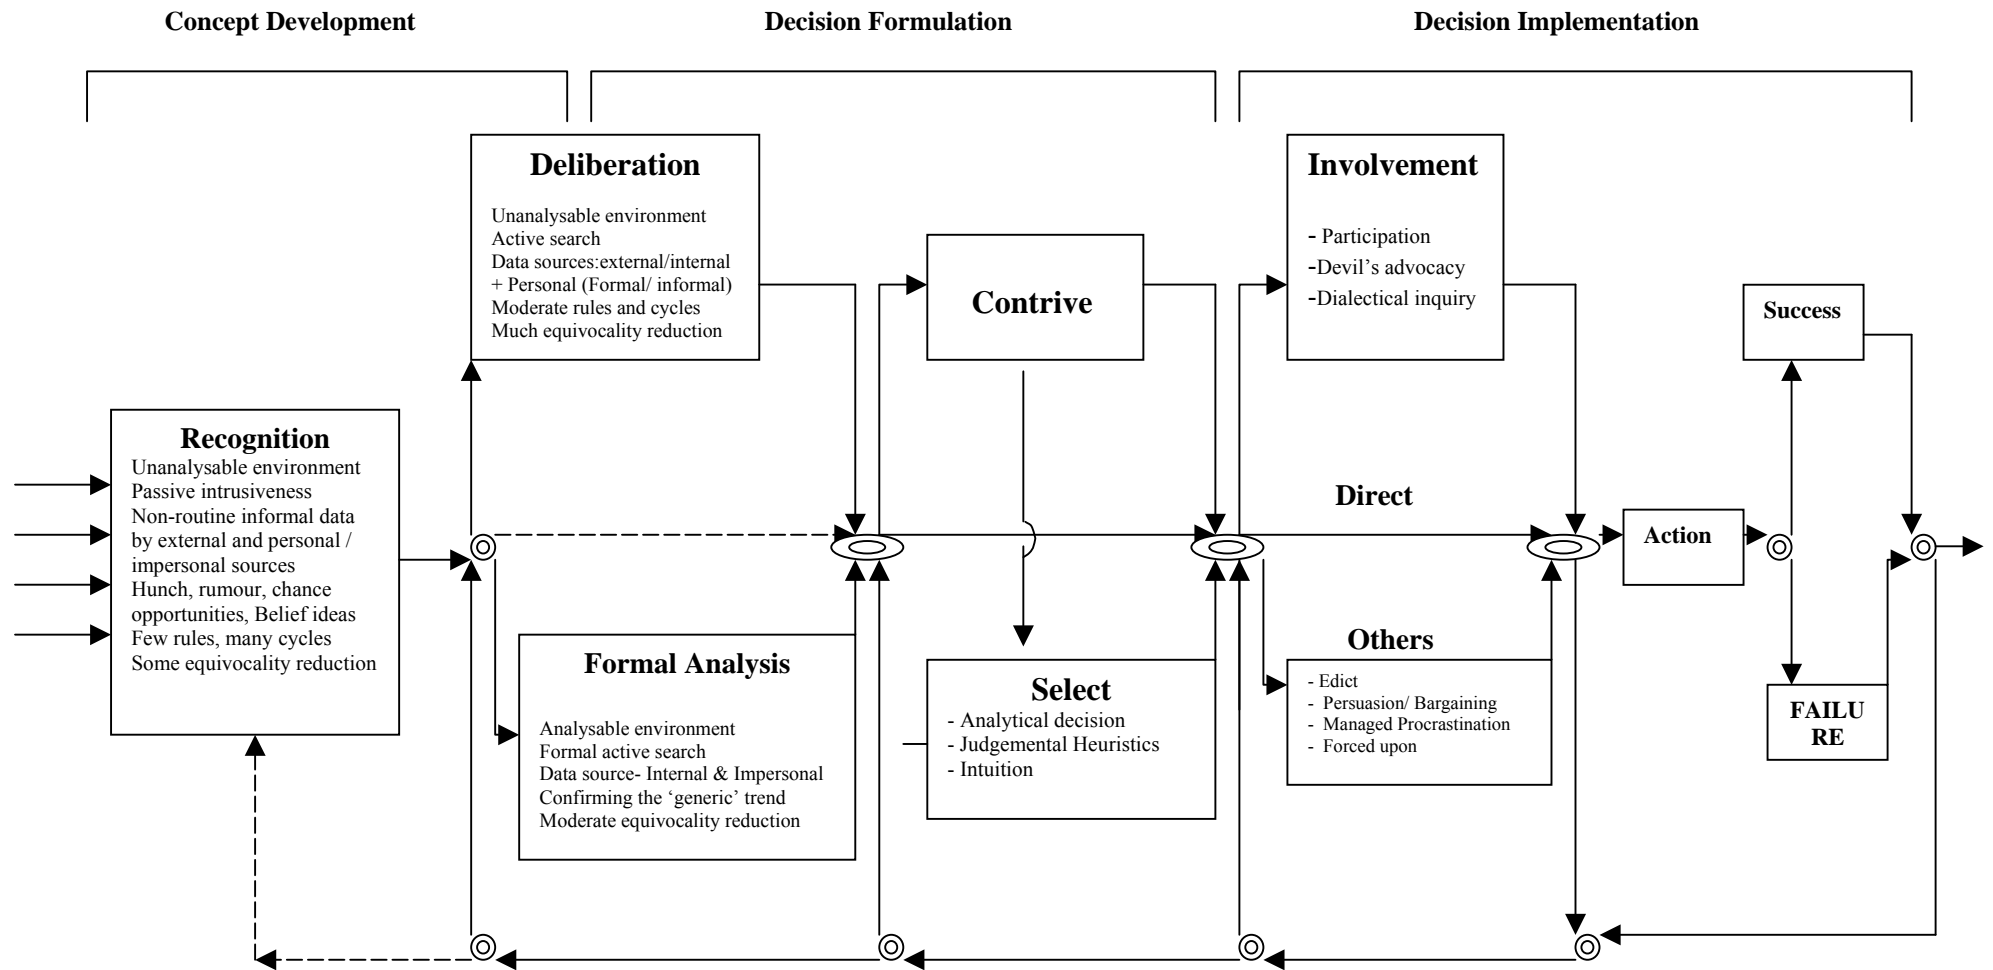 Concept Development
Decision Formulation
Decision Implementation
Deliberation
Unanalysable environment
Active search
Data sources:external/internal
+ Personal (Formal/ informal)
Moderate rules and cycles
Much equivocality reduction
Involvement
- Participation
-Devil’s advocacy
-Dialectical inquiry
Contrive
Success
Recognition
Unanalysable environment
Passive intrusiveness
Non-routine informal data
by external and personal /
impersonal sources
Hunch, rumour, chance
opportunities, Belief ideas
Few rules, many cycles
Some equivocality reduction
Direct
Action
Formal Analysis
Analysable environment
Formal active search
Data source- Internal & Impersonal
Confirming the ‘generic’ trend
Moderate equivocality reduction
Select
- Analytical decision
- Judgemental Heuristics
- Intuition
Others
- Edict
- Persuasion/ Bargaining
- Managed Procrastination
- Forced upon
FAILU
RE